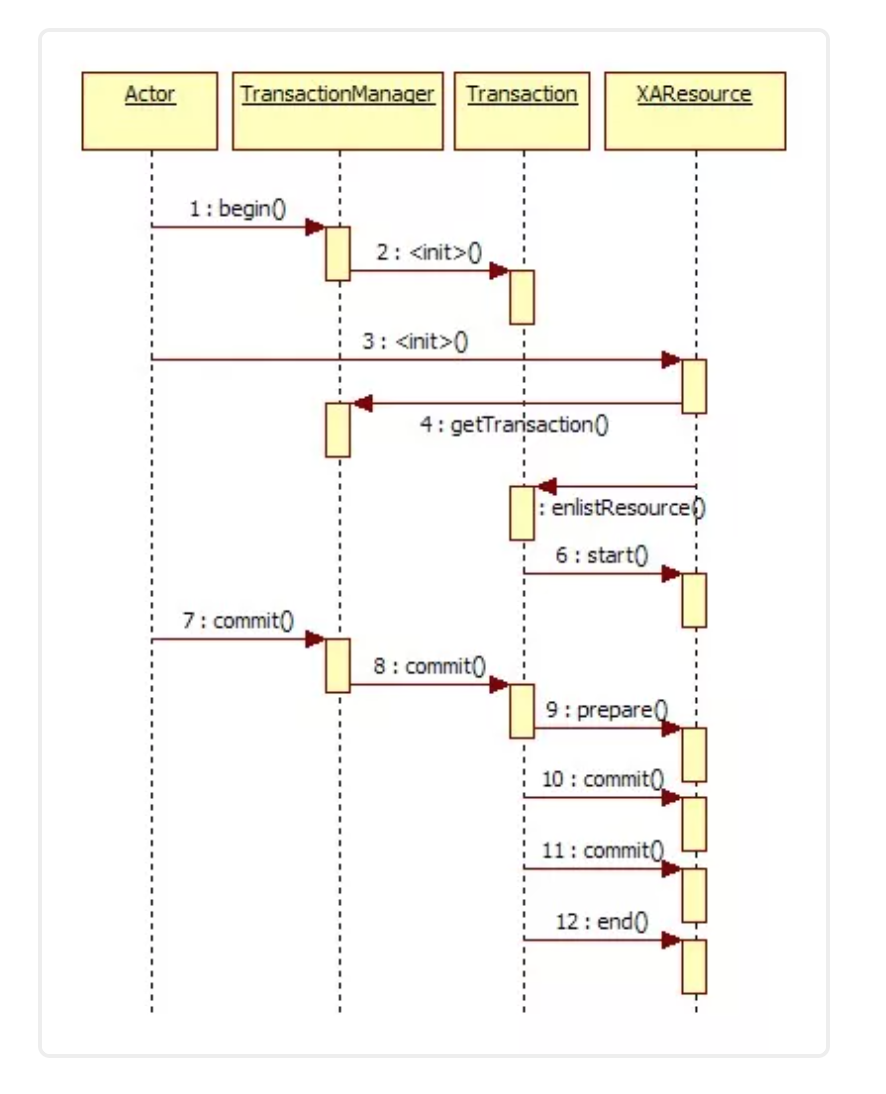 Actor
TransactionManager
Transaction
XAResource
1 : begin()
2 : <init>()
3 : <init>()
4 : getTransaction()
: enlistResource()
6 : start()
7 : commit()
8 : commit()
9 : prepare()
10 : commit()
11 : commit()
12 : end()